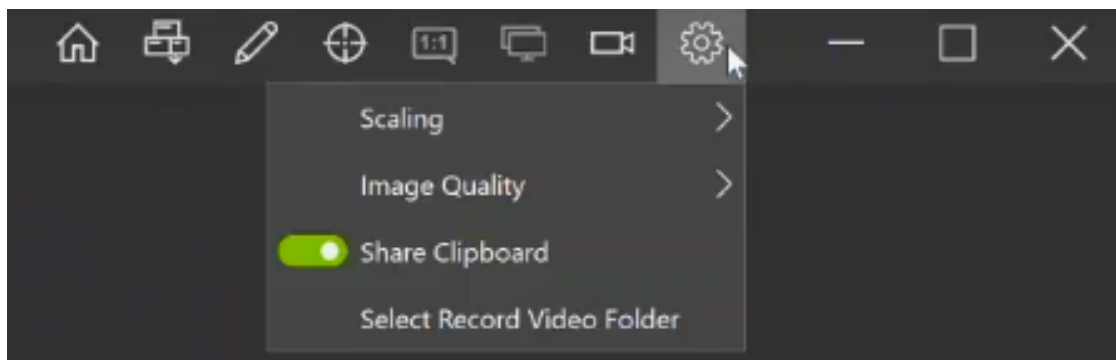 1:1
Scaling
Image Quality
Share Clipboard
Select Record Video Folder